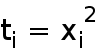 tᵢ = xᵢ²